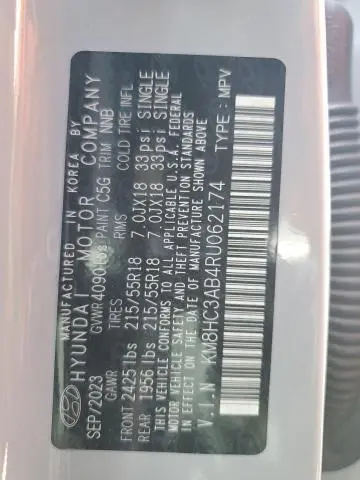 MANUFACTURED IN KOREA BY
HYUNDAI MOTOR COMPANY
SEP/2023 GVWR 4090 lbs PAINT C5G TRIM NNB
GAWR TIRES RIMS COLD TIRE INFL
FRONT 2425 lbs 215/55R18 7.0JX18 33psi SINGLE
REAR 1956 lbs 215/55R18 7.0JX18 33psi SINGLE
THIS VEHICLE CONFORMS TO ALL APPLICABLE U.S.A. FEDERAL
MOTOR VEHICLE SAFETY BUMPER AND THEFT PREVENTION STANDARDS
IN EFFECT ON THE DATE OF MANUFACTURE SHOWN ABOVE
V.I.N KM8HC3AB4RU062174 TYPE: MPV